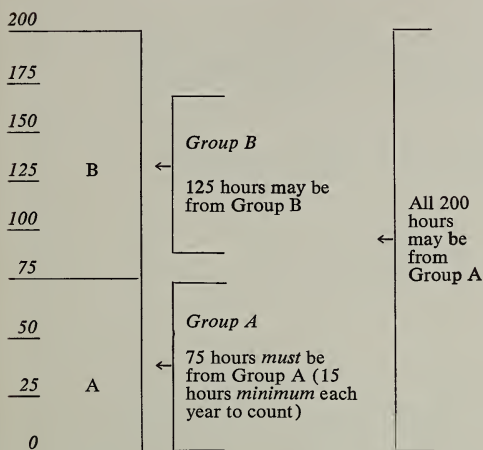 200
175
150
125
100
75
50
25
0
B
A
Group B
125 hours may be
from Group B
Group A
75 hours must be
from Group A (15
hours minimum each
year to count)
All 200
hours
may be
from
Group A